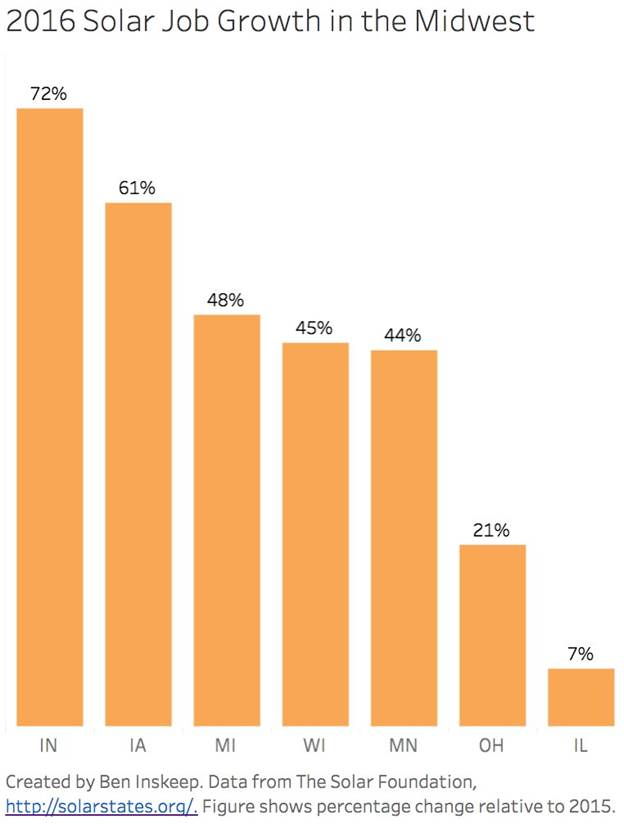 2016 Solar Job Growth in the Midwest
72%
61%
48%
45%
44%
21%
7%
IN IA MI WI MN OH IL
Created by Ben Inskeep. Data from The Solar Foundation,
http://solarstates.org/. Figure shows percentage change relative to 2015.